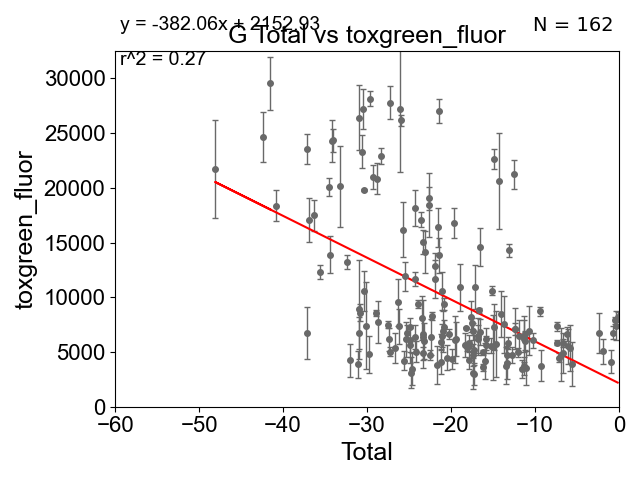 y = -382.06x + 2152.93
N = 162
G Total vs toxgreen_fluor
r^2 = 0.27
30000
25000
20000
15000
10000
5000
0
toxgreen_fluor
−60
−50
−40
−30
−20
−10
0
Total